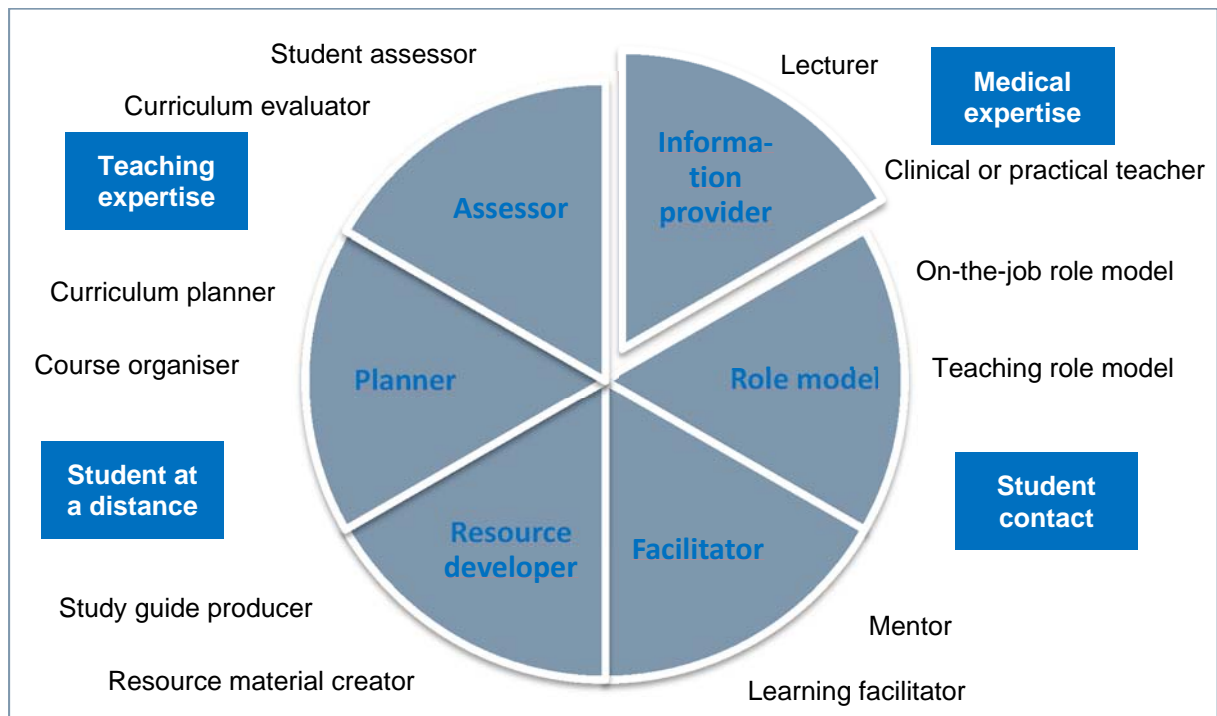 Student assessor
Lecturer
Curriculum evaluator
Medical
expertise
Teaching
expertise
Informa-
tion
provider
Clinical or practical teacher
Assessor
On-the-job role model
Curriculum planner
Course organiser
Planner
Role model
Teaching role model
Student at
a distance
Student
contact
Resource
developer
Facilitator
Study guide producer
Mentor
Resource material creator
Learning facilitator